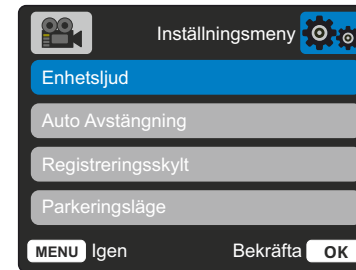 Inställningsmeny
Enhetsljud
Auto Avstängning
Registreringsskylt
Parkeringsläge
MENU Igen Bekräfta OK